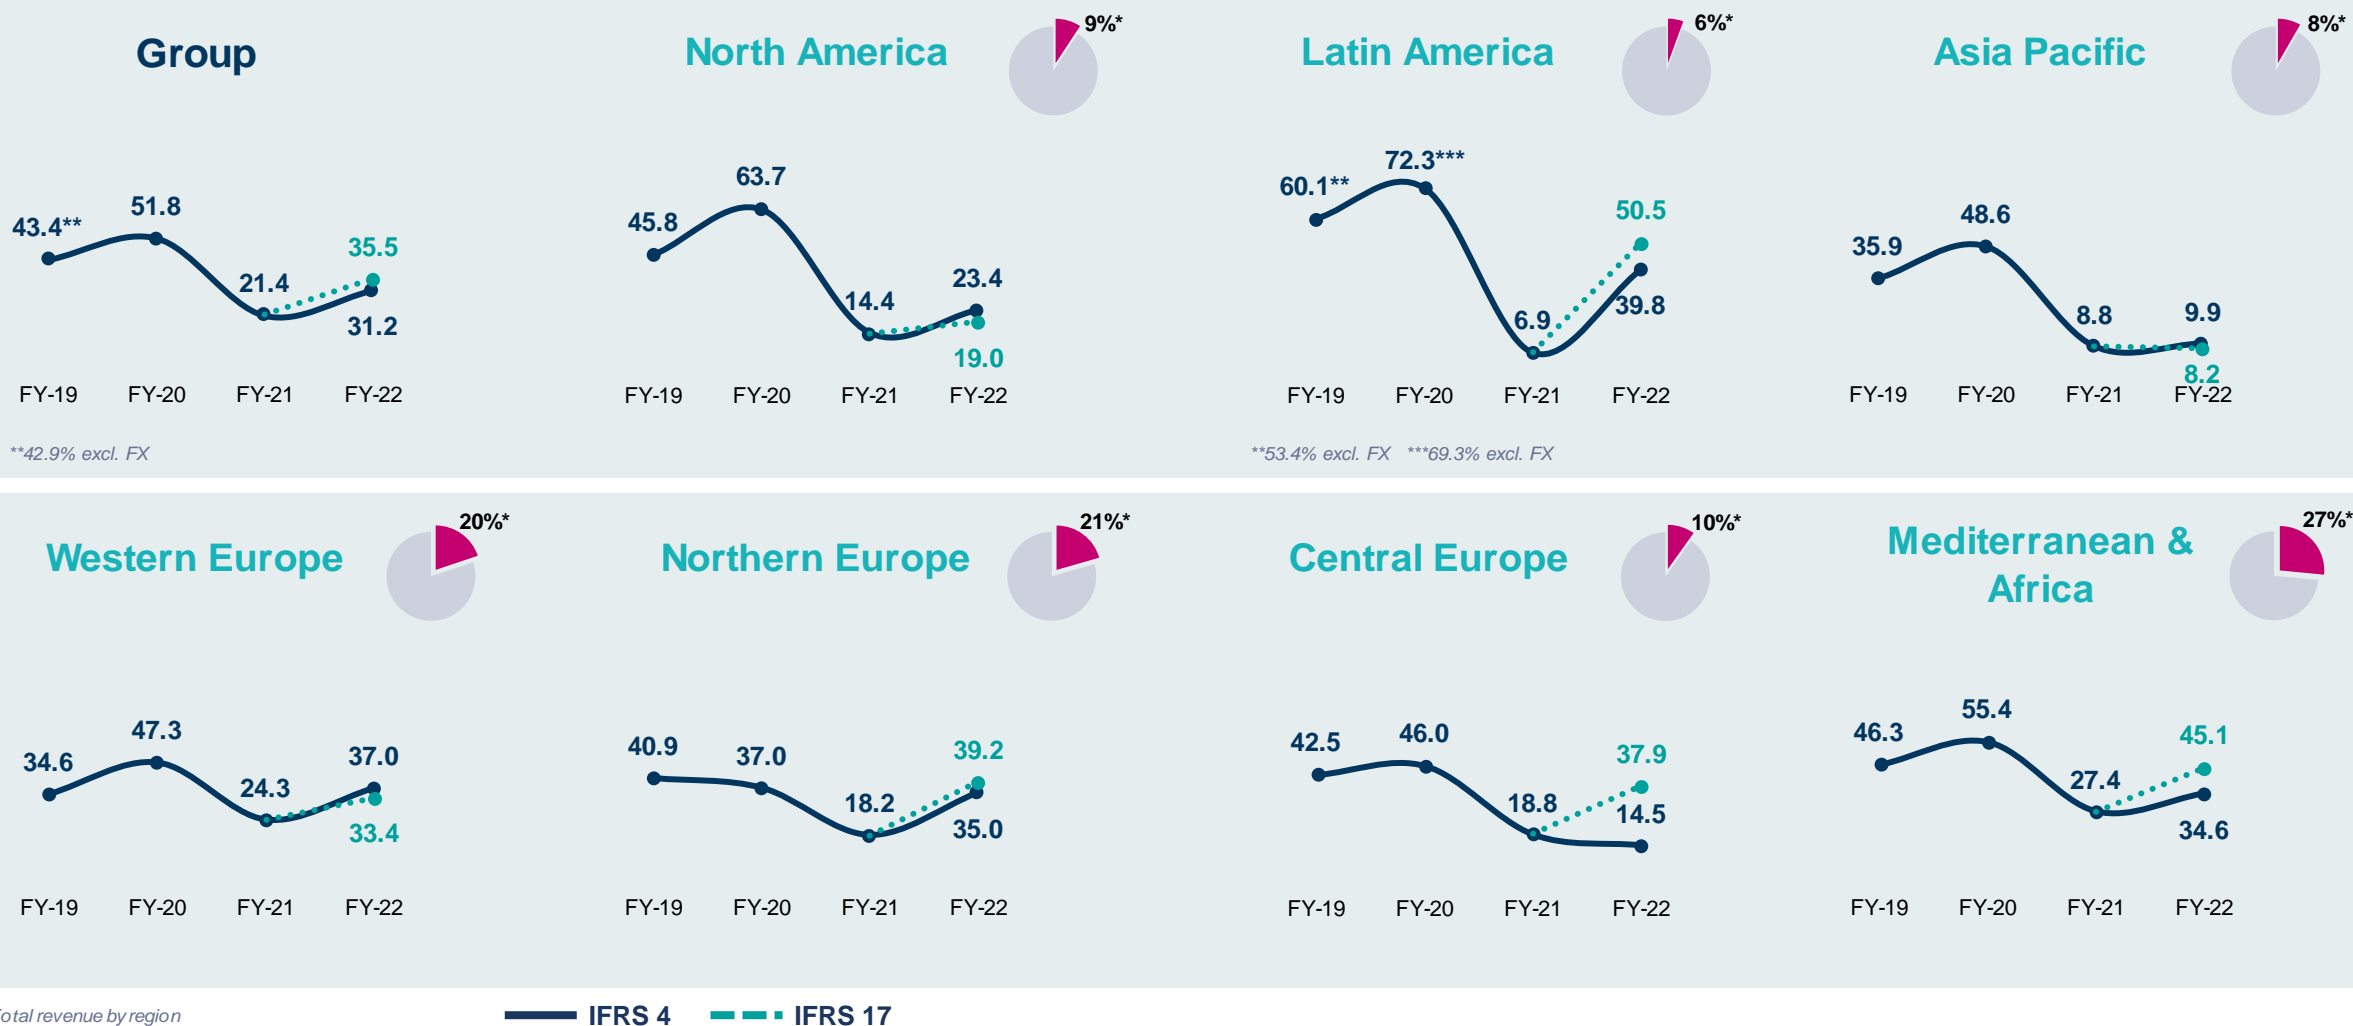 Group
43.4**
51.8
21.4
35.5
31.2
FY-19 FY-20 FY-21 FY-22
**42.9% excl. FX
North America
9%*
45.8
63.7
14.4
23.4
19.0
FY-19 FY-20 FY-21 FY-22
Latin America
6%*
60.1**
72.3***
6.9
50.5
39.8
FY-19 FY-20 FY-21 FY-22
**53.4% excl. FX ***69.3% excl. FX
Asia Pacific
8%*
35.9
48.6
8.8
9.9
8.2
FY-19 FY-20 FY-21 FY-22
Western Europe
20%*
34.6
47.3
24.3
37.0
33.4
FY-19 FY-20 FY-21 FY-22
Northern Europe
21%*
40.9
37.0
18.2
39.2
35.0
FY-19 FY-20 FY-21 FY-22
Central Europe
10%*
42.5
46.0
18.8
37.9
14.5
FY-19 FY-20 FY-21 FY-22
Mediterranean &
Africa
27%*
46.3
55.4
27.4
45.1
34.6
FY-19 FY-20 FY-21 FY-22
revenue by region
IFRS 4 IFRS 17